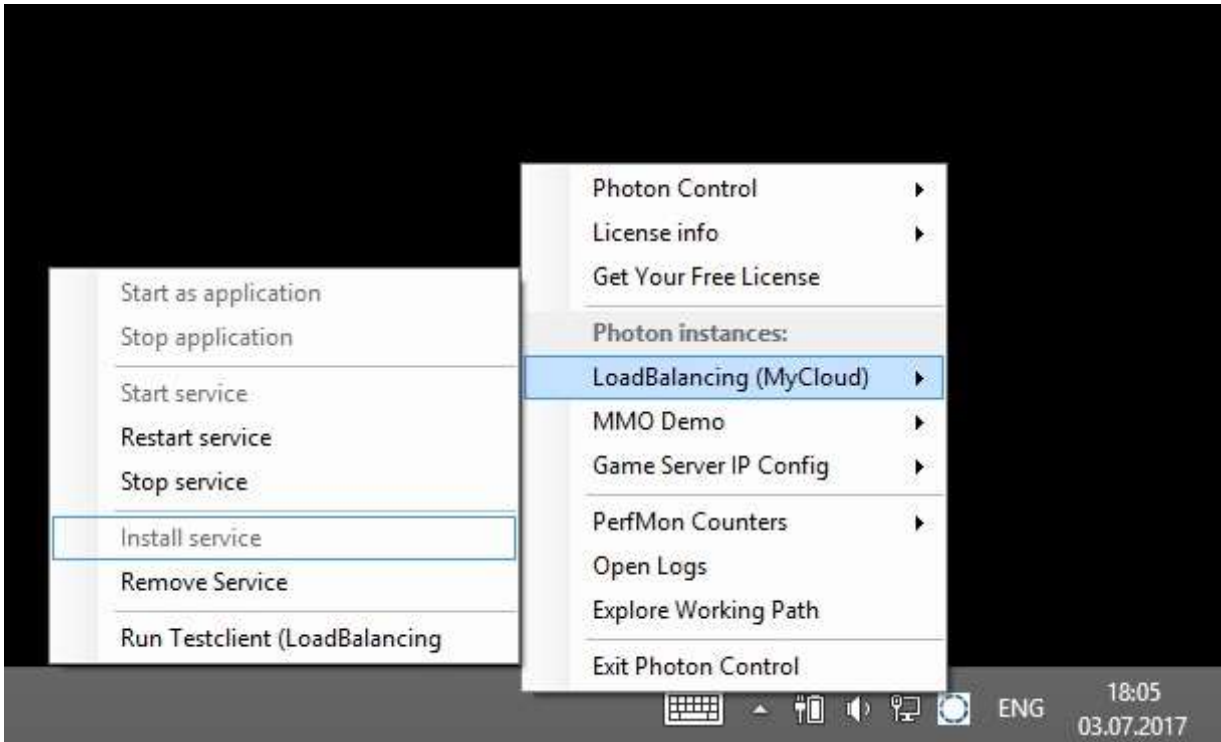 Photon Control
License info
Get Your Free License
Photon instances:
LoadBalancing (MyCloud)
MMO Demo
Game Server IP Config
PerfMon Counters
Open Logs
Explore Working Path
Exit Photon Control
Start as application
Stop application
Start service
Restart service
Stop service
Install service
Remove Service
Run Testclient (LoadBalancing
ENG
18:05
03.07.2017